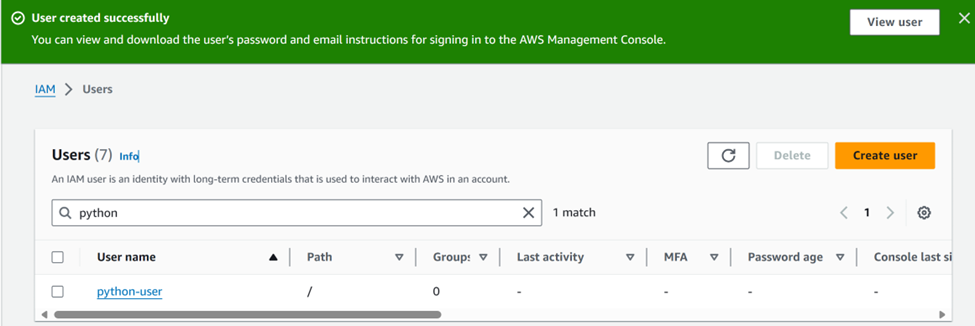 User created successfully
View user
You can view and download the user's password and email instructions for signing in to the AWS Management Console.
IAM > Users
Users (7) Info
Delete
Create user
An IAM user is an identity with long-term credentials that is used to interact with AWS in an account.
python
1 match
1
User name Path Groups Last activity MFA Password age Console last si
python-user / 0 - - - -